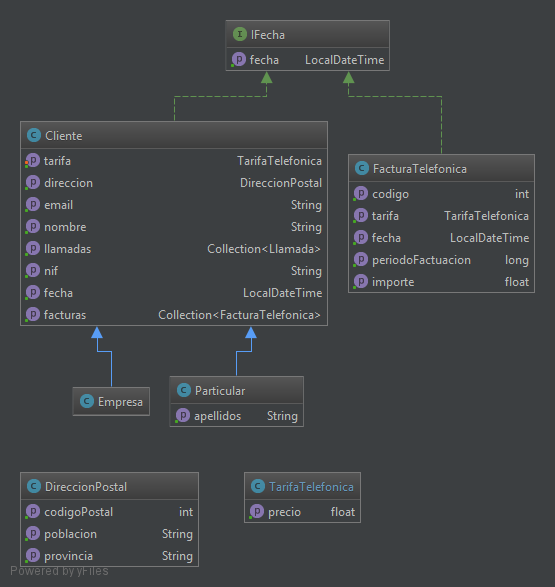 I IFecha
p fecha LocalDateTime
C Cliente
p tarifa TarifaTelefonica
p direccion DireccionPostal
p email String
p nombre String
p llamadas Collection<Llamada>
p nif String
p fecha LocalDateTime
p facturas Collection<FacturaTelefonica>
C FacturaTelefonica
p codigo int
p tarifa TarifaTelefonica
p fecha LocalDateTime
p periodoFactuacion long
p importe float
C Empresa
C Particular
p apellidos String
C DireccionPostal
p codigoPostal int
p poblacion String
p provincia String
C TarifaTelefonica
p precio float
Powered by yFiles